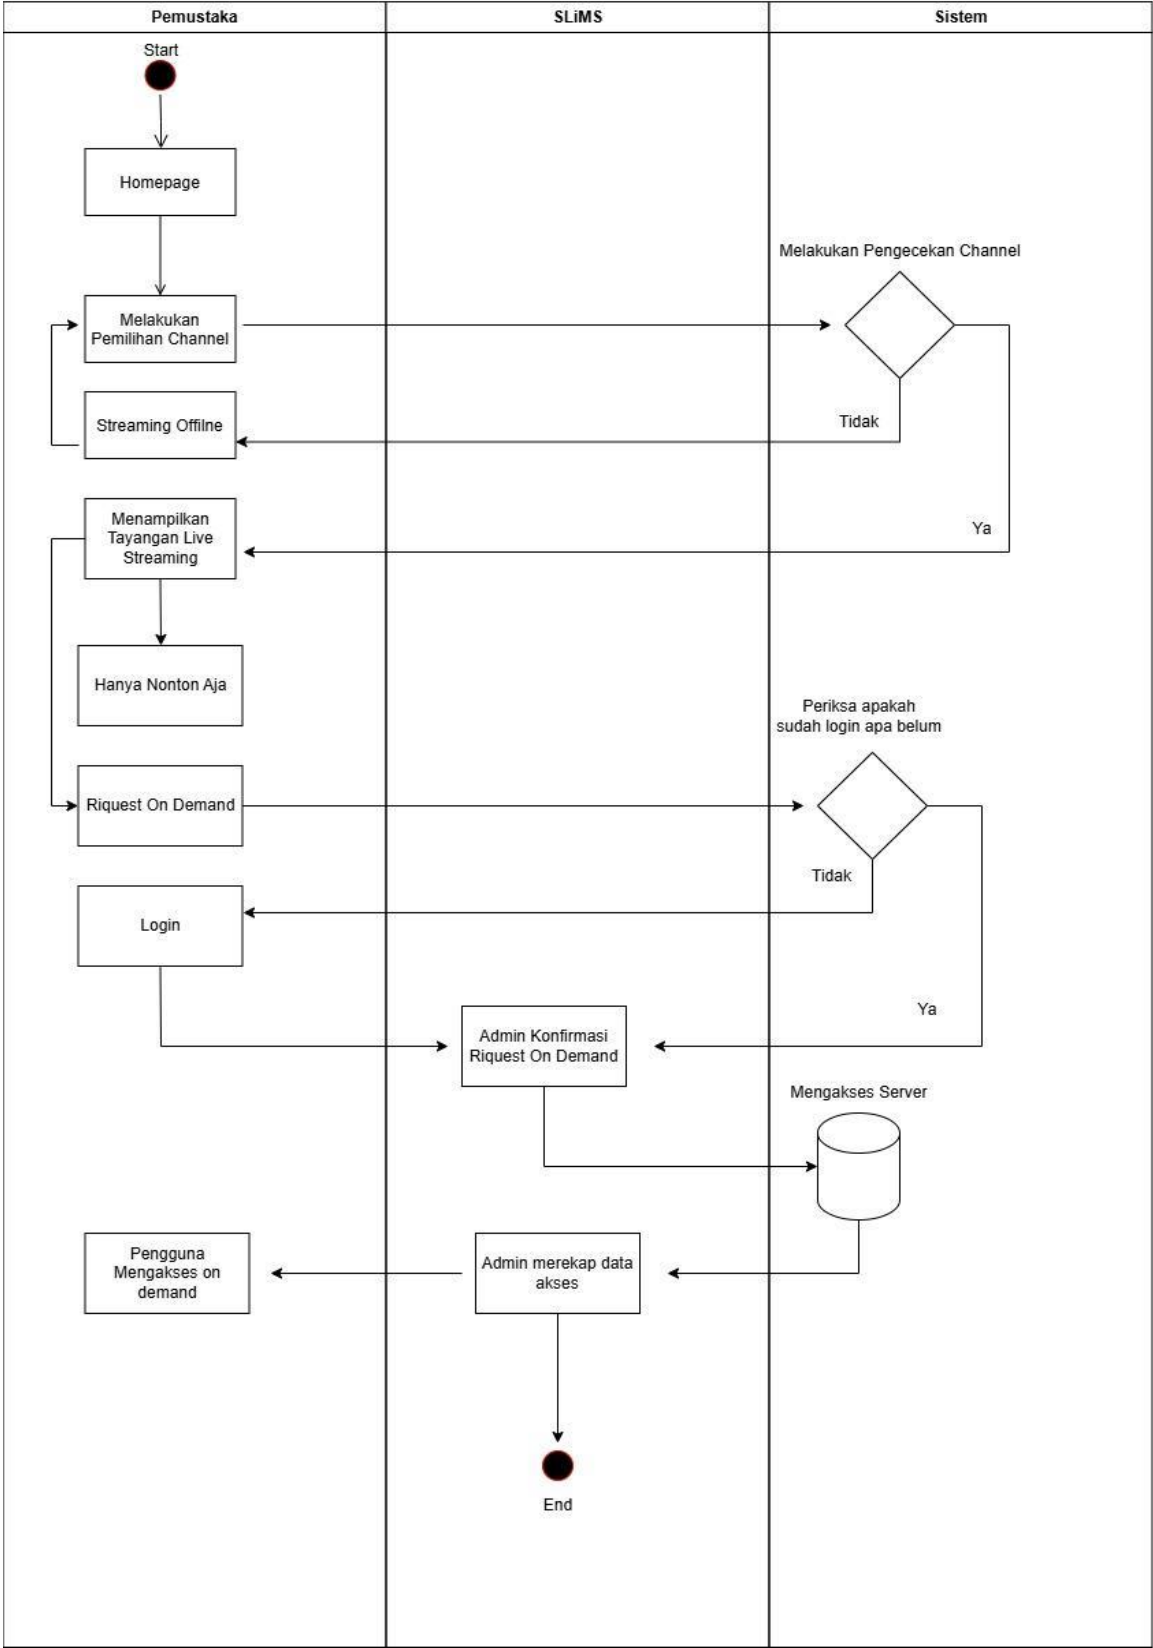 Pemustaka
SLiMS
Sistem
Start
Homepage
Melakukan Pengecekan Channel
Melakukan
Pemilihan Channel
Streaming Offilne
Tidak
Menampilkan
Tayangan Live
Streaming
Ya
Hanya Nonton Aja
Periksa apakah
sudah login apa belum
Riquest On Demand
Tidak
Login
Ya
Admin Konfirmasi
Riquest On Demand
Mengakses Server
Pengguna
Mengakses on
demand
Admin merekap data
akses
End